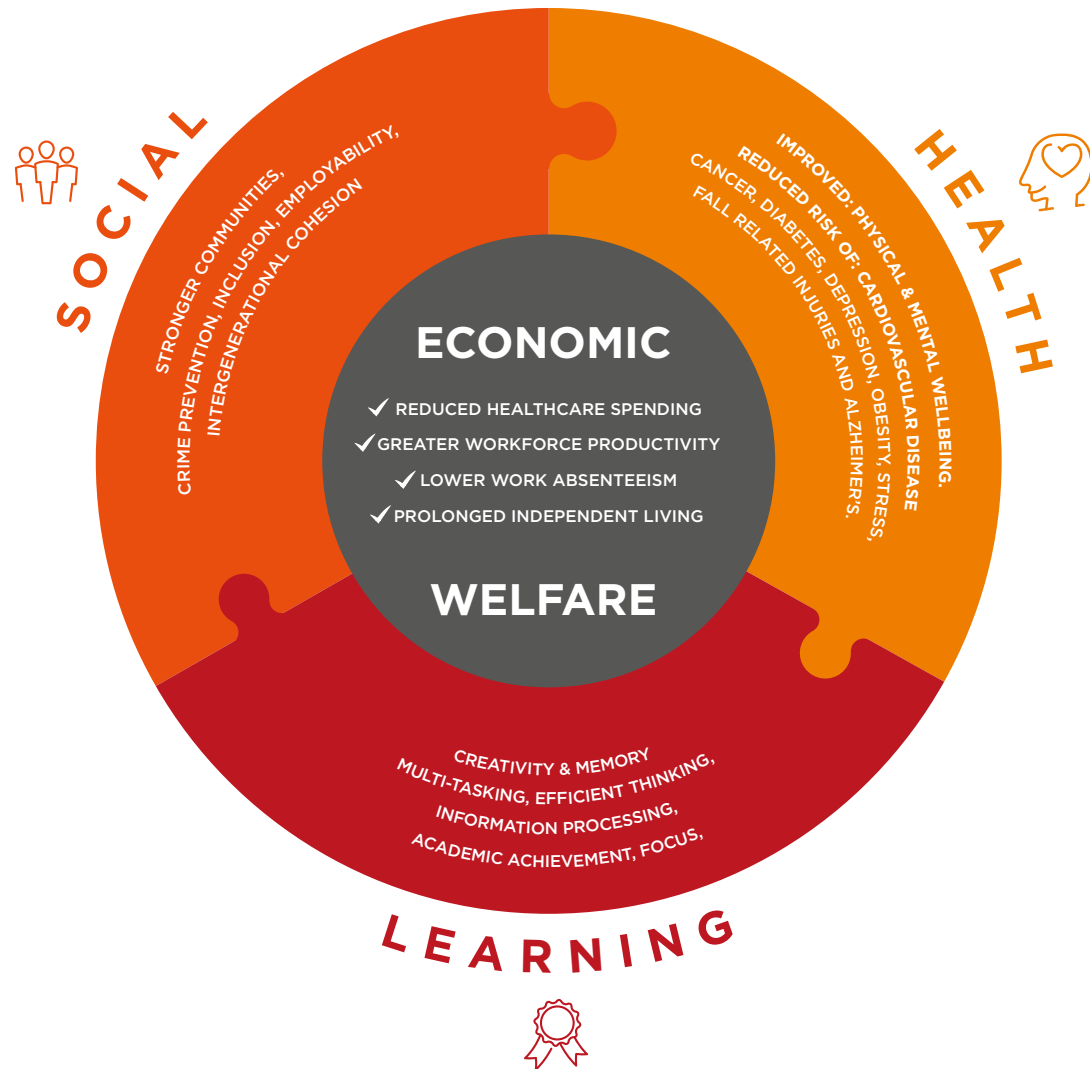 SOCIAL
STRONGER COMMUNITIES,
CRIME PREVENTION, INCLUSION, EMPLOYABILITY,
INTERGENERATIONAL COHESION
HEALTH
IMPROVED: PHYSICAL & MENTAL WELLBEING.
REDUCED RISK OF: CARDIOVASCULAR DISEASE
CANCER, DIABETES, DEPRESSION, OBESITY, STRESS,
FALL RELATED INJURIES AND ALZHEIMER'S.
ECONOMIC
REDUCED HEALTHCARE SPENDING
GREATER WORKFORCE PRODUCTIVITY
LOWER WORK ABSENTEEISM
PROLONGED INDEPENDENT LIVING
WELFARE
CREATIVITY & MEMORY
MULTI-TASKING, EFFICIENT THINKING,
INFORMATION PROCESSING,
ACADEMIC ACHIEVEMENT, FOCUS,
LEARNING